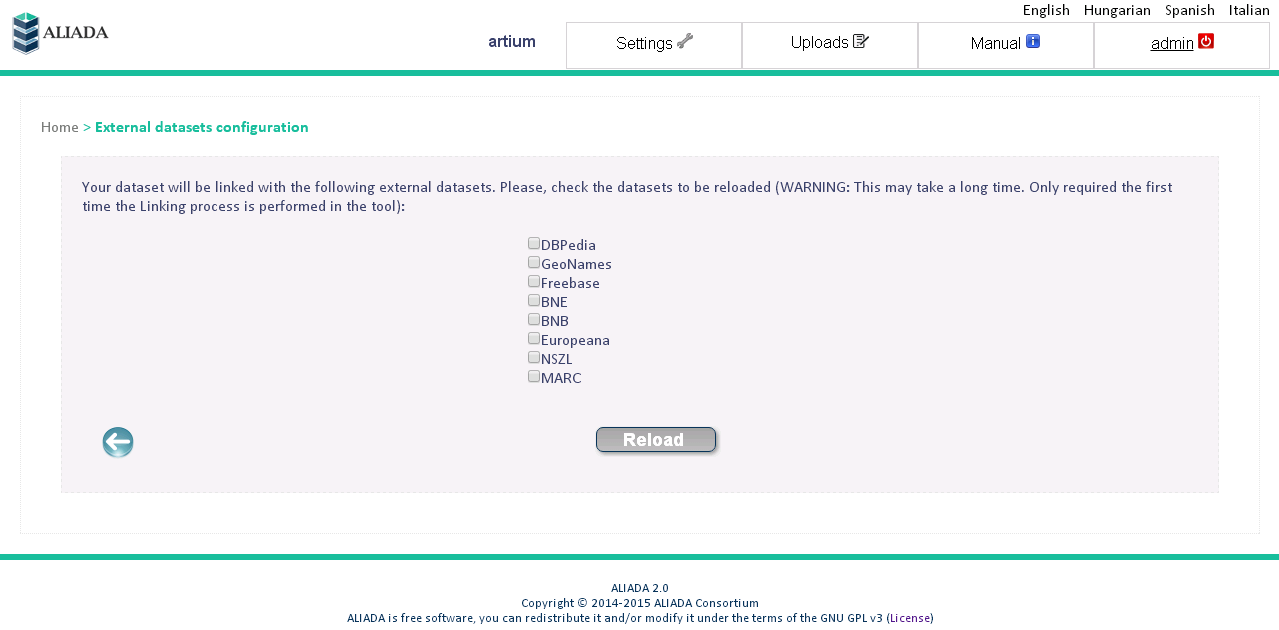 English Hungarian Spanish Italian
ALIADA
artium Settings Uploads Manual admin
Home > External datasets configuration
Your dataset will be linked with the following external datasets. Please, check the datasets to be reloaded (WARNING: This may take a long time. Only required the first
time the Linking process is performed in the tool):
DBPedia
GeoNames
Freebase
BNE
BNB
Europeana
NSZL
MARC
Reload
ALIADA 2.0
Copyright © 2014-2015 ALIADA Consortium
ALIADA is free software, you can redistribute it and/or modify it under the terms of the GNU GPL v3 (License)